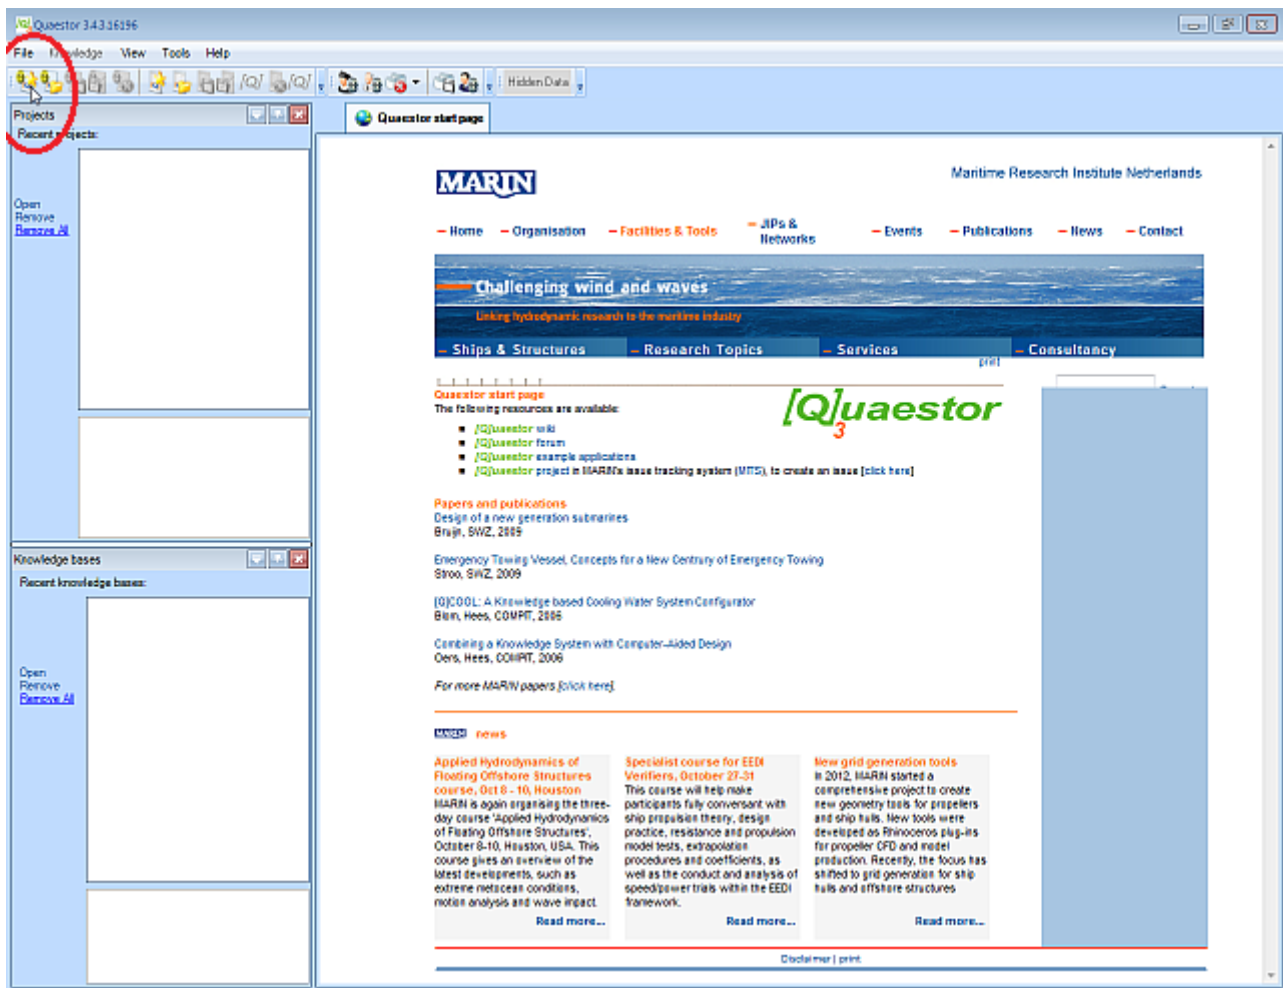 Quaestor 3.4.3.16196
File Knowledge View Tools Help
Hidden Data
Projects
Recent projects:
Open
Remove
Remove All
Knowledge bases
Recent knowledge bases:
Open
Remove
Remove All
Quaestor start page
MARIN
Maritime Research Institute Netherlands
Home Organisation Facilities & Tools JIPs & Networks Events Publications News Contact
Challenging wind and waves
Linking hydrodynamic research to the maritime industry
Ships & Structures Research Topics Services Consultancy
print
Quaestor start page
[Q]uaestor
3
The following resources are available:
[Q]uaestor wiki
[Q]uaestor forum
[Q]uaestor example applications
[Q]uaestor project in MARIN's issue tracking system (MITS), to create an issue [click here]
Papers and publications
Design of a new generation submarines
Bruijn, SWZ, 2009
Emergency Towing Vessel, Concepts for a New Centrury of Emergency Towing
Stroo, SWZ, 2009
[Q]COOL: A Knowledge based Cooling Water System Configurator
Blom, Hees, COMPIT, 2006
Combining a Knowledge System with Computer-Aided Design
Oers, Hees, COMPIT, 2006
For more MARIN papers [click here].
MARIN news
Applied Hydrodynamics of
Floating Offshore Structures
course, Oct 8 - 10, Houston
MARIN is again organising the three-
day course 'Applied Hydrodynamics
of Floating Offshore Structures',
October 8-10, Houston, USA. This
course gives an overview of the
latest developments, such as
extreme metocean conditions,
motion analysis and wave impact.
Read more...
Specialist course for EEDI
Verifiers, October 27-31
This course will help make
participants fully conversant with
ship propulsion theory, design
practice, resistance and propulsion
model tests, extrapolation
procedures and coefficients, as
well as the conduct and analysis of
speed/power trials within the EEDI
framework.
Read more...
New grid generation tools
In 2012, MARIN started a
comprehensive project to create
new geometry tools for propellers
and ship hulls. New tools were
developed as Rhinoceros plug-ins
for propeller CFD and model
production. Recently, the focus has
shifted to grid generation for ship
hulls and offshore structures
Read more...
Disclaimer | print